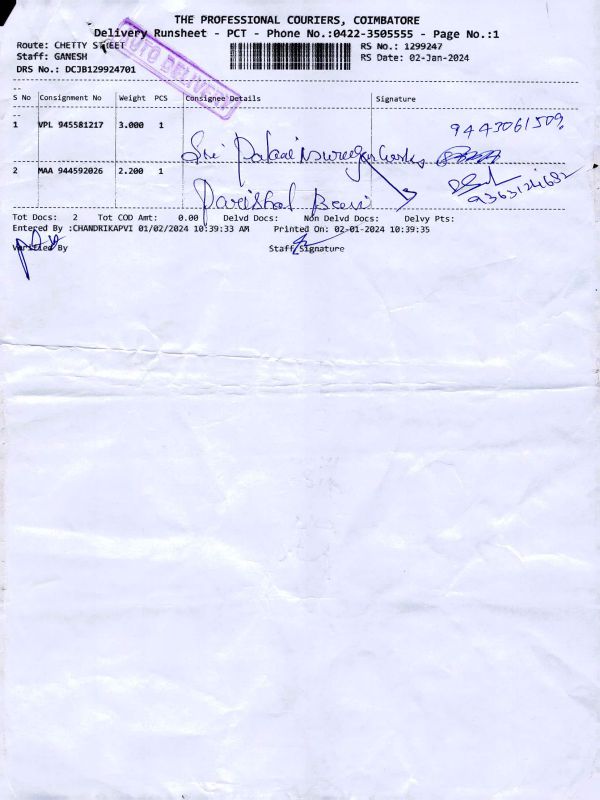 THE PROFESSIONAL COURIERS, COIMBATORE
Delivery Runsheet - PCT - Phone No.:0422-3505555 - Page No.:1
Route: CHETTY STREET
RS No.: 1299247
Staff: GANESH
RS Date: 02-Jan-2024
DRS No.: DCJB129924701
AUTO DELIVERY
S No Consignment No Weight PCS Consignee Details Signature
1 VPL 945581217 3.000 1 Sri
2 MAA 944592026 2.200 1
Tot Docs: 2 Tot COD Amt: 0.00 Delvd Docs: Non Delvd Docs: Delvy Pts:
Entered By :CHANDRIKAPVI 01/02/2024 10:39:33 AM Printed On: 02-01-2024 10:39:35
Verified By Staff Signature